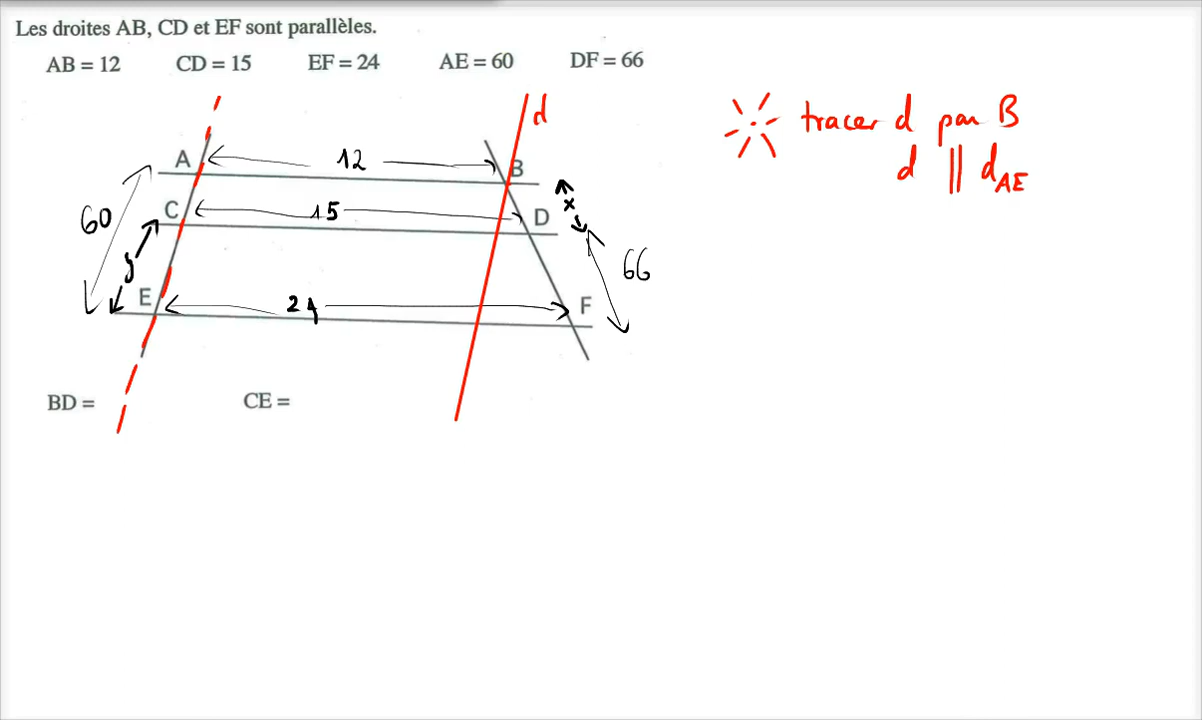 Les droites AB, CD et EF sont parallèles.
AB = 12 CD = 15 EF = 24 AE = 60 DF = 66
d
tracer d par B
d || d AE
A 12 B
C 15 D x
60 y 66
E 24 F
BD = CE =